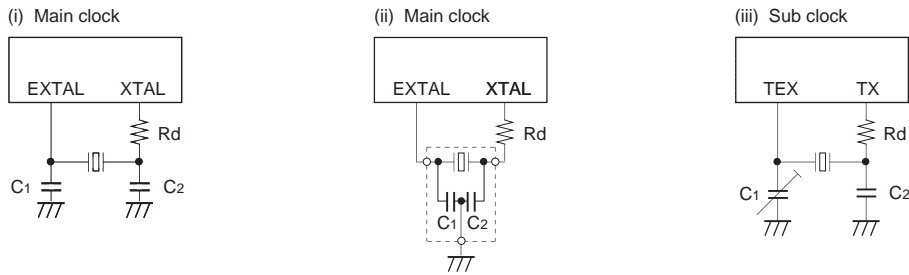 (i) Main clock
EXTAL XTAL
Rd
C1 C2
(ii) Main clock
EXTAL XTAL
Rd
C1 C2
(iii) Sub clock
TEX TX
Rd
C1 C2